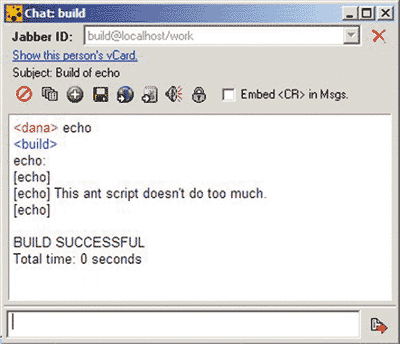 Chat: build
Jabber ID: build@localhost/work
Show this person's vCard.
Subject: Build of echo
Embed <CR> in Msgs.
<dana> echo
<build>
echo:
[echo]
[echo] This ant script doesn't do too much.
[echo]
BUILD SUCCESSFUL
Total time: 0 seconds